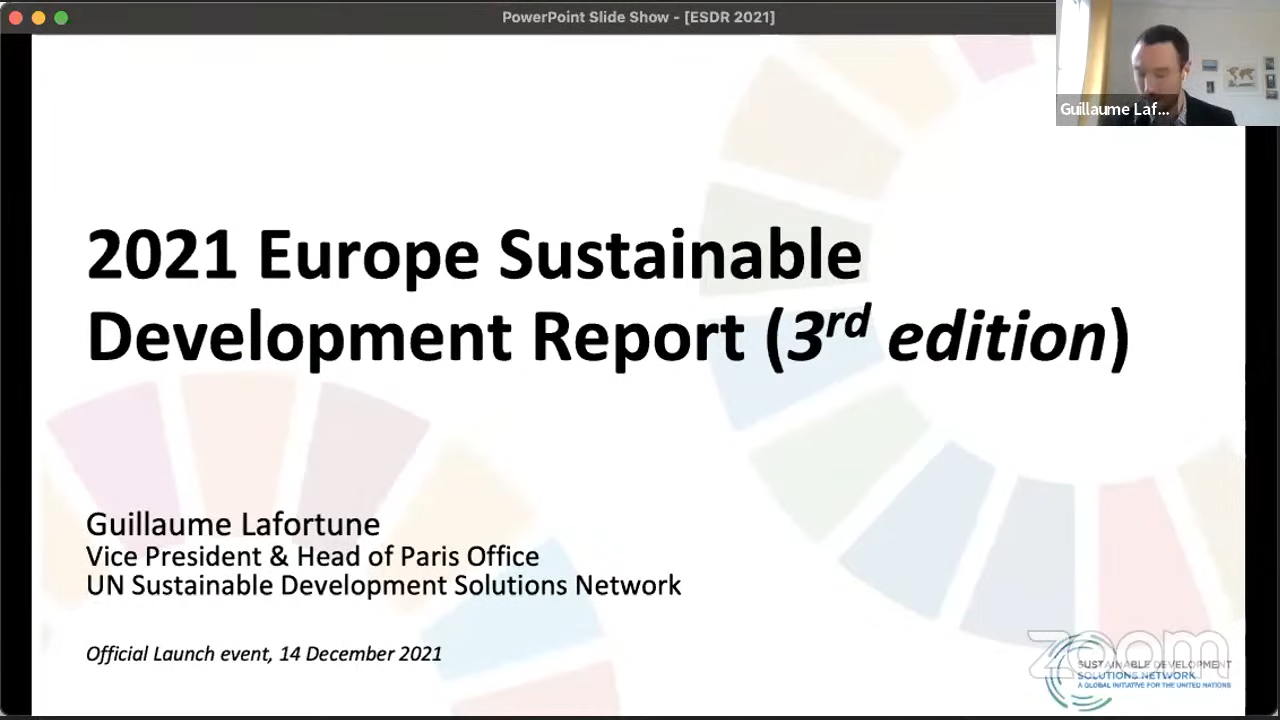 PowerPoint Slide Show - [ESDR 2021]
Guillaume Laf...
2021 Europe Sustainable
Development Report (3rd edition)
Guillaume Lafortune
Vice President & Head of Paris Office
UN Sustainable Development Solutions Network
Official Launch event, 14 December 2021
zoom
SUSTAINABLE DEVELOPMENT
SOLUTIONS NETWORK
A GLOBAL INITIATIVE FOR THE UNITED NATIONS